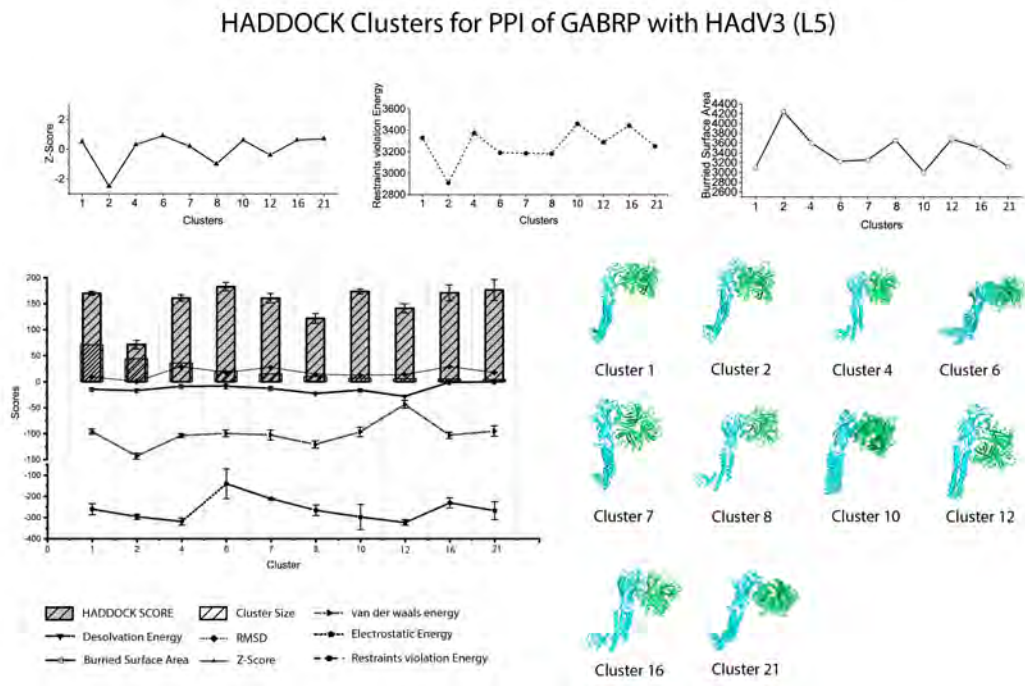 HADDOCK Clusters for PPI of GABRP with HAdV3 (L5)
Z-Score
2
0
-2
1 2 4 6 7 8 10 12 16 21
Clusters
Restraints violation Energy
3600
3400
3200
3000
2800
1 2 4 6 7 8 10 12 16 21
Clusters
Burried Surface Area
4400
4200
4000
3800
3600
3400
3200
3000
2800
2600
1 2 4 6 7 8 10 12 16 21
Clusters
Scores
200
150
100
50
0
-50
-100
-150
-200
-300
-400
0 1 2 4 6 7 8 10 12 16 21
Cluster
HADDOCK SCORE
Cluster Size
van der waals energy
Desolvation Energy
RMSD
Electrostatic Energy
Burried Surface Area
Z-Score
Restraints violation Energy
Cluster 1
Cluster 2
Cluster 4
Cluster 6
Cluster 7
Cluster 8
Cluster 10
Cluster 12
Cluster 16
Cluster 21